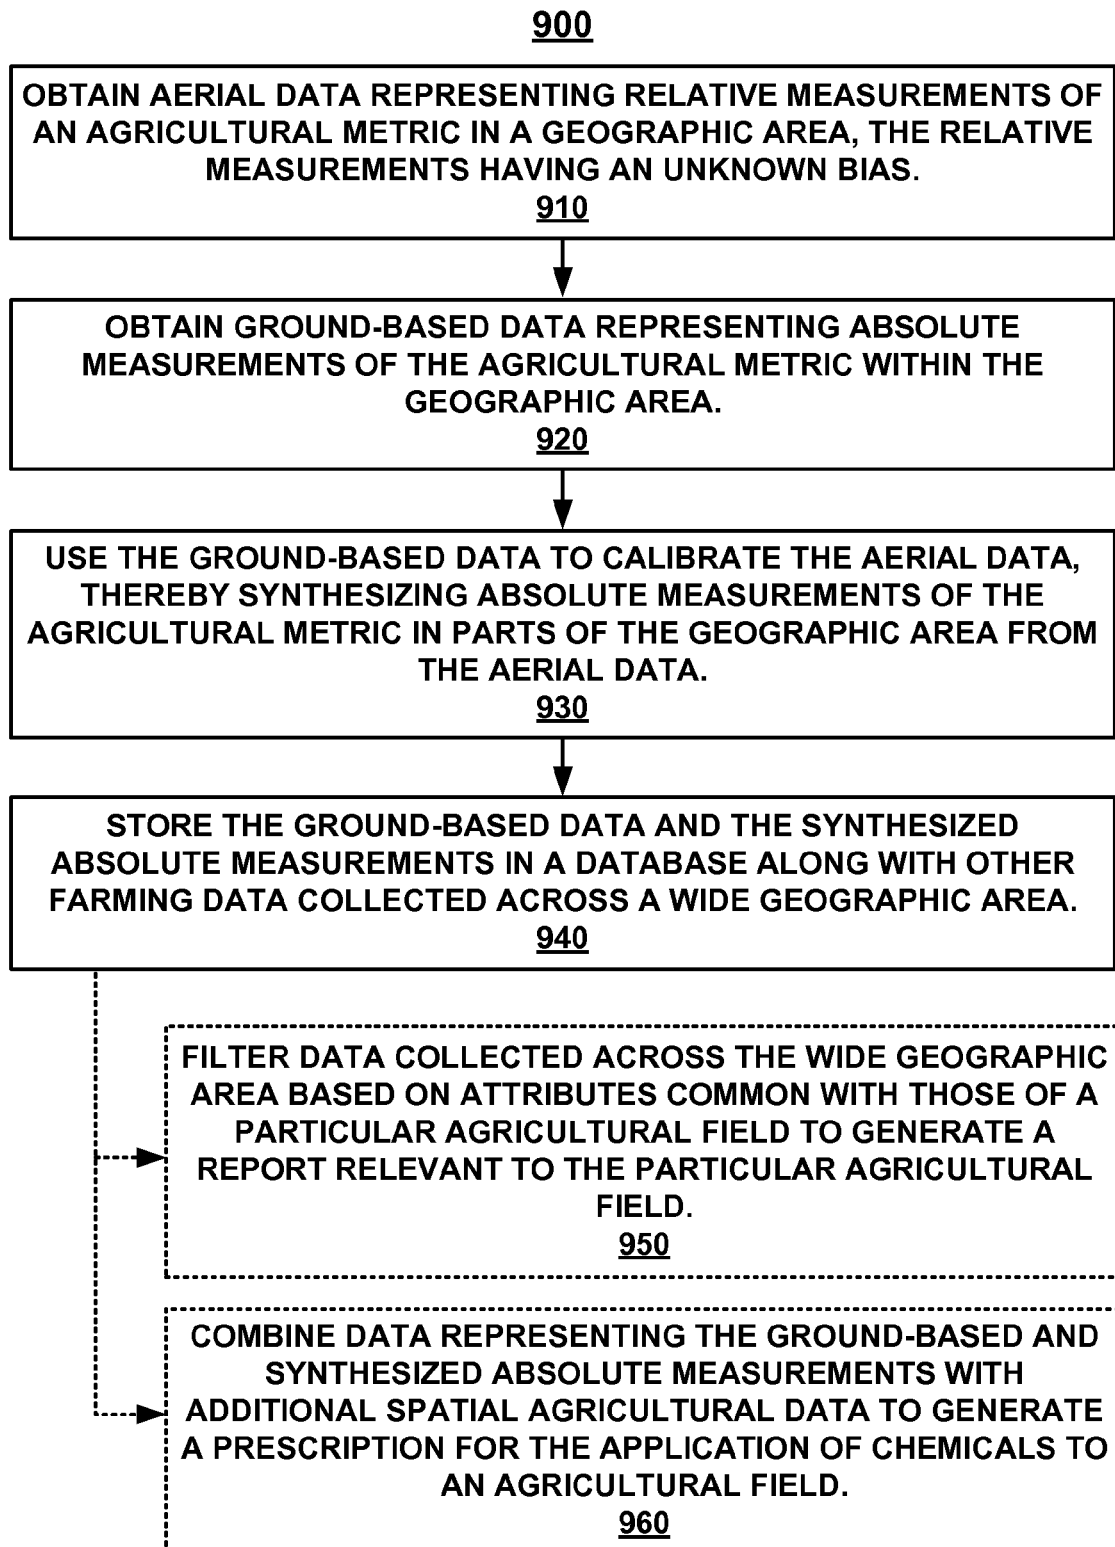 900
OBTAIN AERIAL DATA REPRESENTING RELATIVE MEASUREMENTS OF
AN AGRICULTURAL METRIC IN A GEOGRAPHIC AREA, THE RELATIVE
MEASUREMENTS HAVING AN UNKNOWN BIAS.
910
OBTAIN GROUND-BASED DATA REPRESENTING ABSOLUTE
MEASUREMENTS OF THE AGRICULTURAL METRIC WITHIN THE
GEOGRAPHIC AREA.
920
USE THE GROUND-BASED DATA TO CALIBRATE THE AERIAL DATA,
THEREBY SYNTHESIZING ABSOLUTE MEASUREMENTS OF THE
AGRICULTURAL METRIC IN PARTS OF THE GEOGRAPHIC AREA FROM
THE AERIAL DATA.
930
STORE THE GROUND-BASED DATA AND THE SYNTHESIZED
ABSOLUTE MEASUREMENTS IN A DATABASE ALONG WITH OTHER
FARMING DATA COLLECTED ACROSS A WIDE GEOGRAPHIC AREA.
940
FILTER DATA COLLECTED ACROSS THE WIDE GEOGRAPHIC
AREA BASED ON ATTRIBUTES COMMON WITH THOSE OF A
PARTICULAR AGRICULTURAL FIELD TO GENERATE A
REPORT RELEVANT TO THE PARTICULAR AGRICULTURAL
FIELD.
950
COMBINE DATA REPRESENTING THE GROUND-BASED AND
SYNTHESIZED ABSOLUTE MEASUREMENTS WITH
ADDITIONAL SPATIAL AGRICULTURAL DATA TO GENERATE
A PRESCRIPTION FOR THE APPLICATION OF CHEMICALS TO
AN AGRICULTURAL FIELD.
960